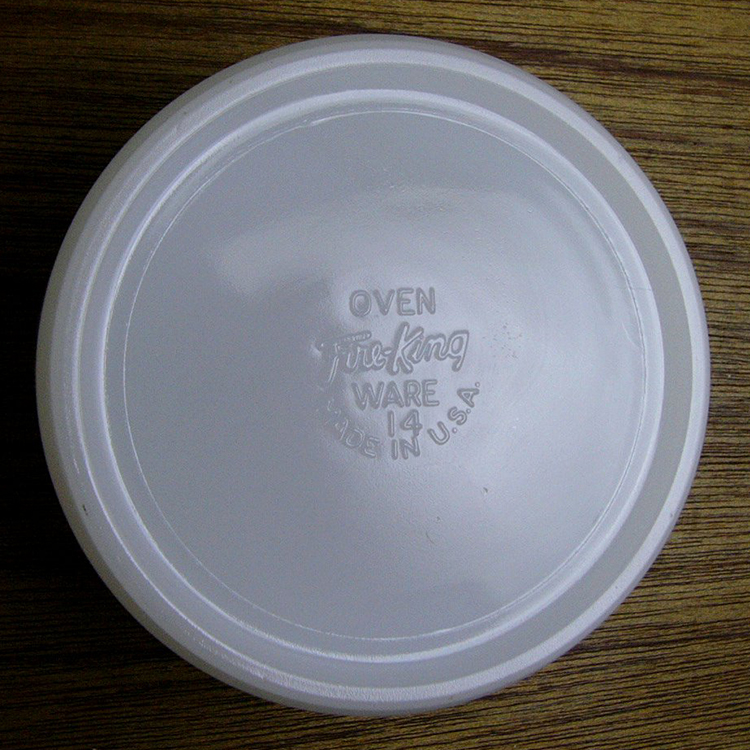 OVEN
Fire-King
WARE
14
MADE IN U.S.A.